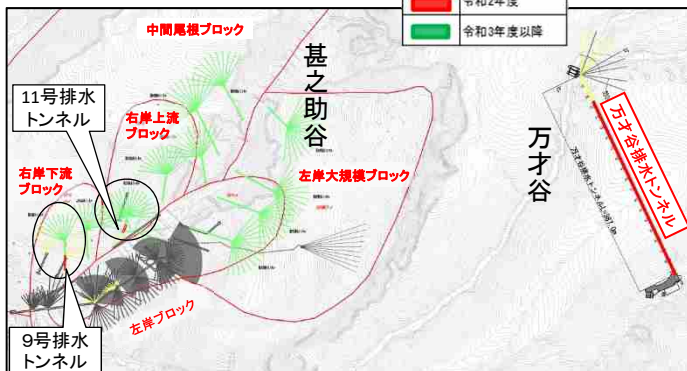 令和2年度
令和3年度以降
中間尾根ブロック
甚之助谷
11号排水
トンネル
右岸上流
ブロック
右岸下流
ブロック
左岸大規模ブロック
万才谷
万才谷排水トンネル
左岸ブロック
9号排水
トンネル